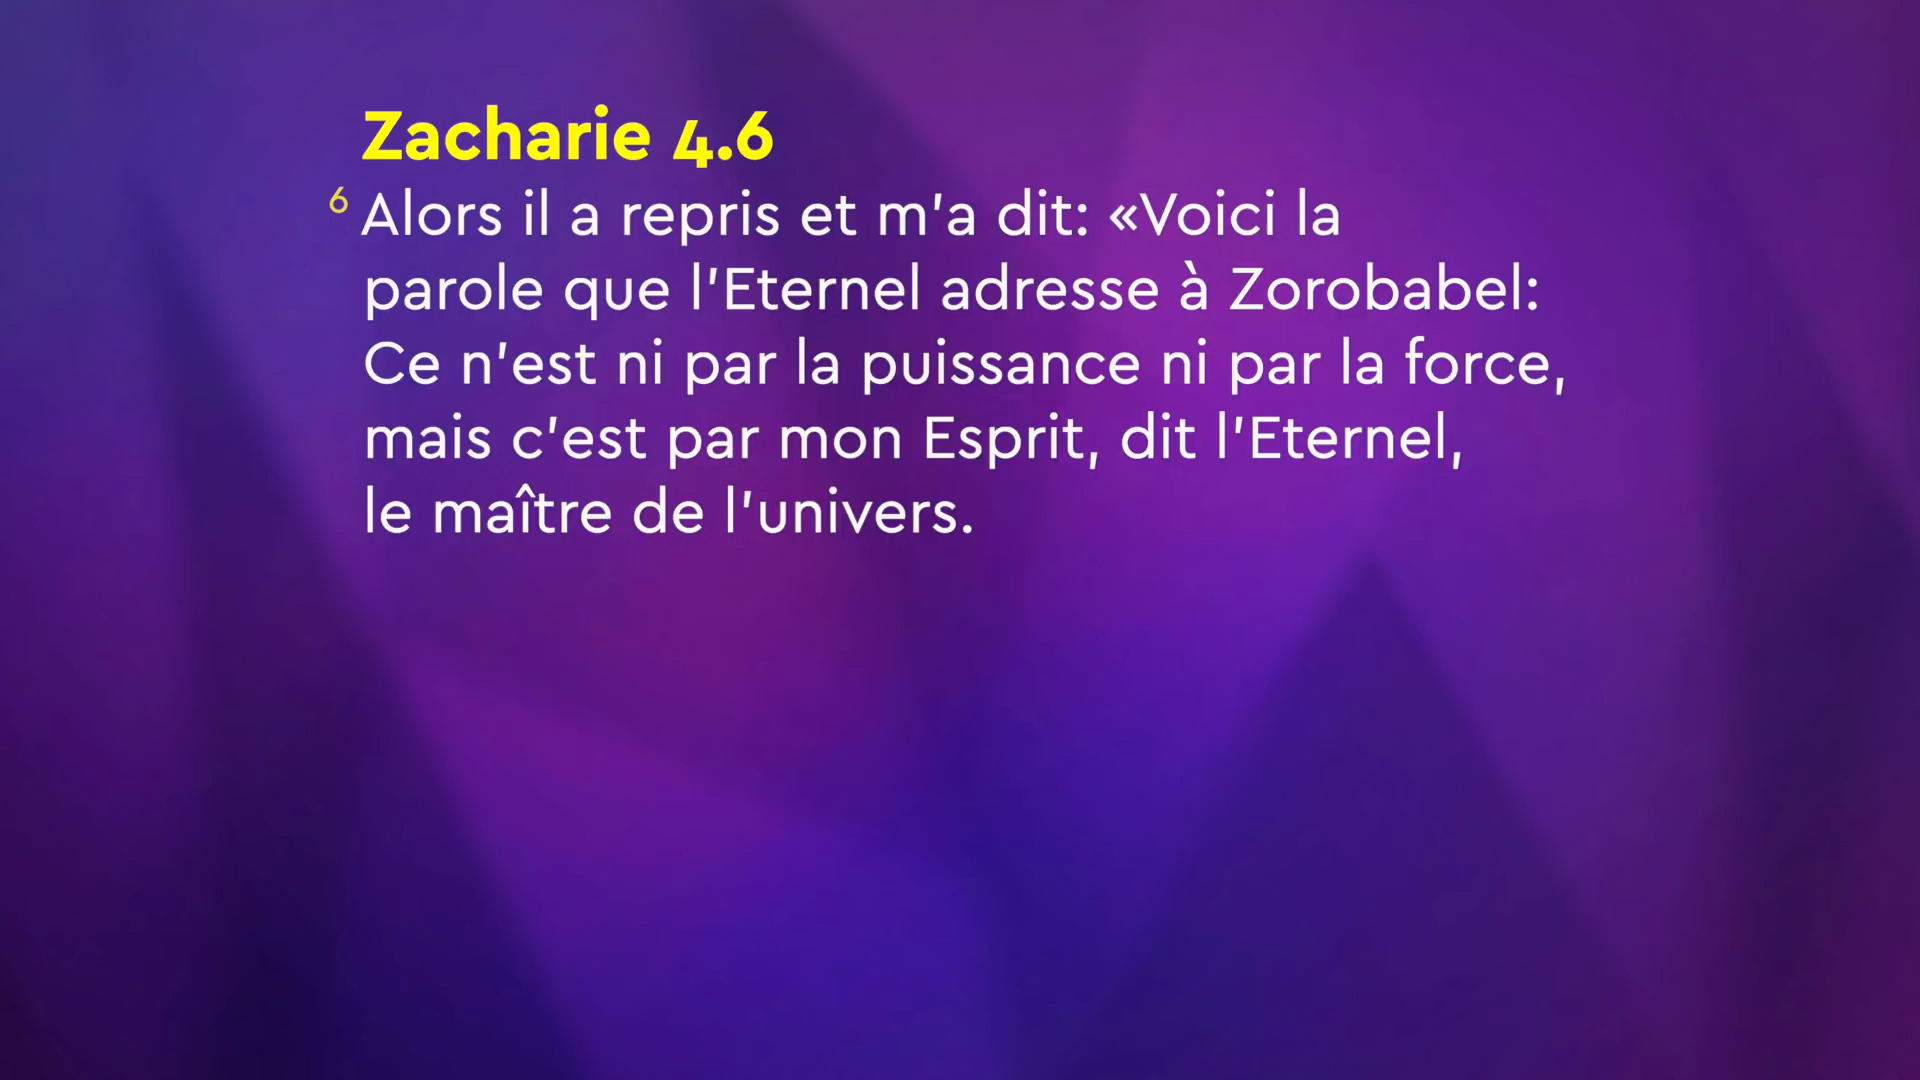 Zacharie 4.6
6 Alors il a repris et m'a dit: «Voici la
parole que l'Eternel adresse à Zorobabel:
Ce n'est ni par la puissance ni par la force,
mais c'est par mon Esprit, dit l'Eternel,
le maître de l'univers.